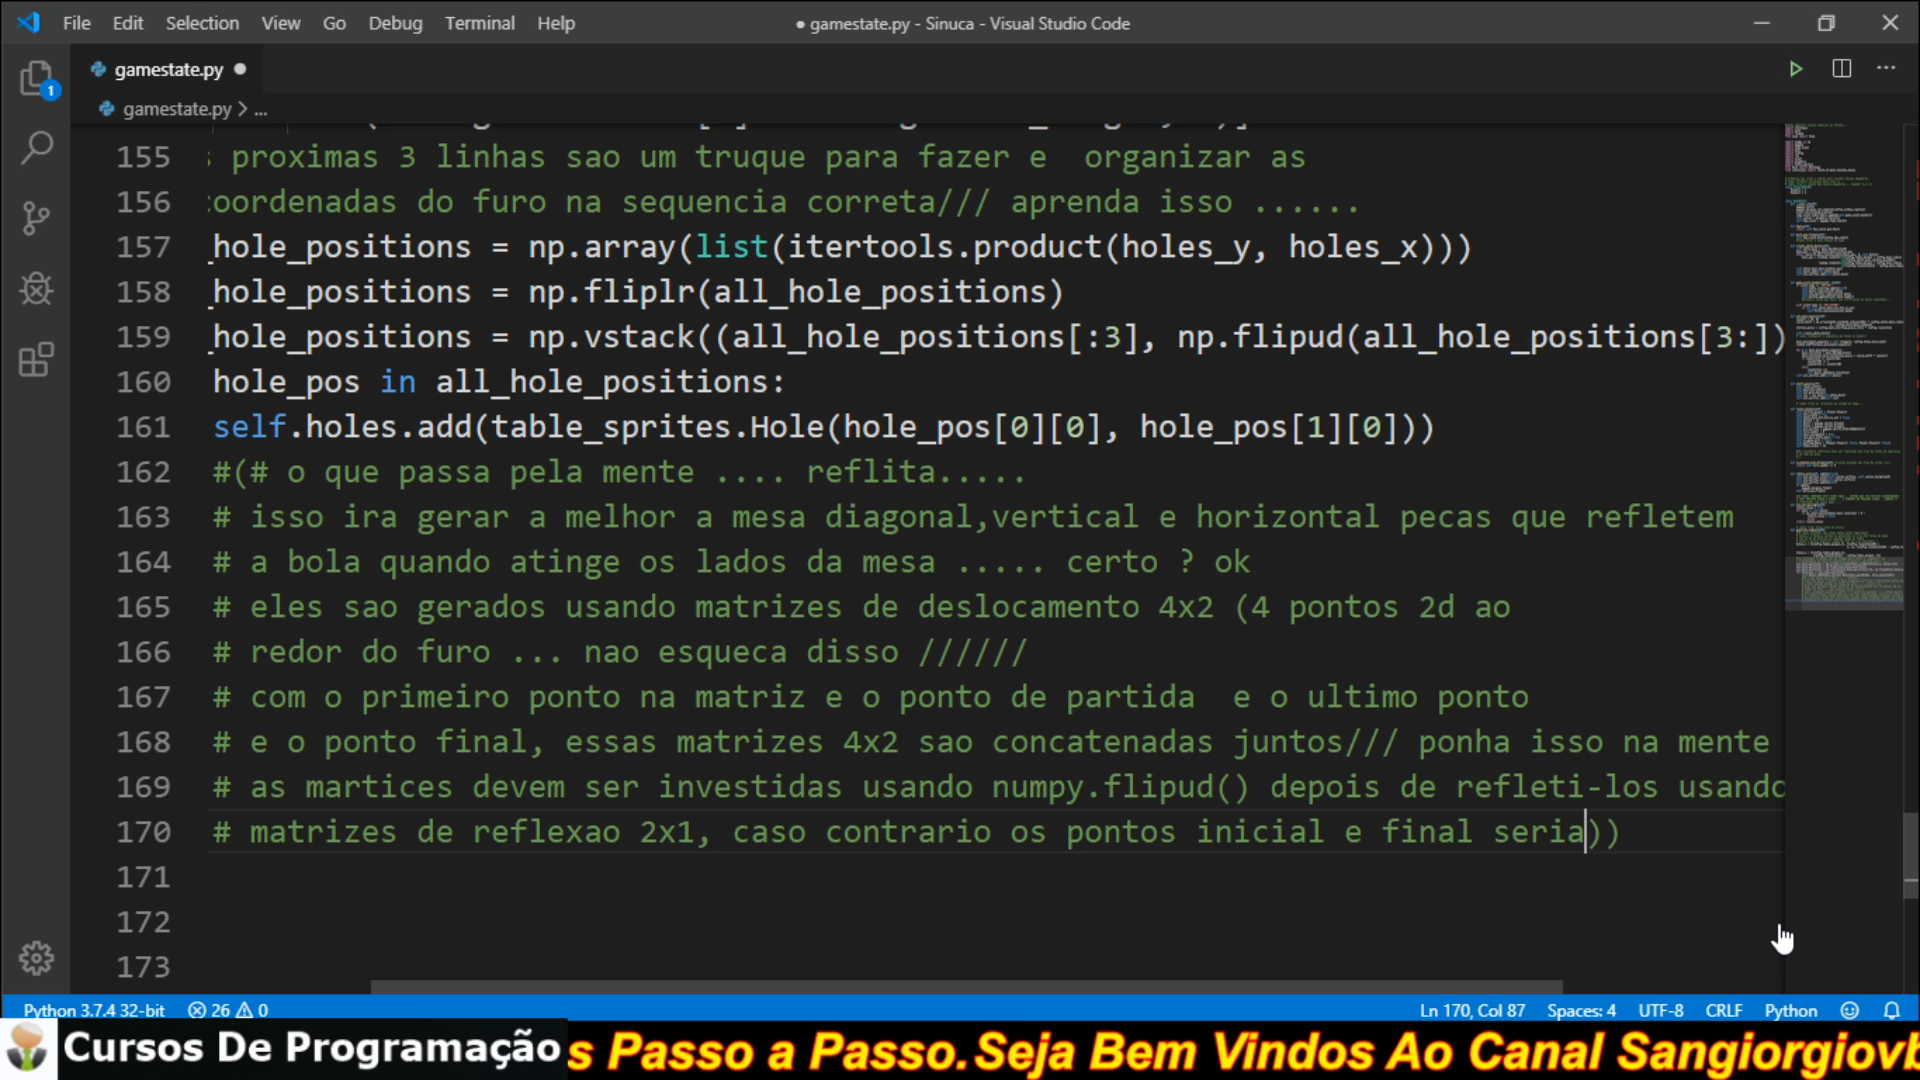 File Edit Selection View Go Debug Terminal Help
● gamestate.py - Sinuca - Visual Studio Code
gamestate.py ●
1
gamestate.py > ...
155 proximas 3 linhas sao um truque para fazer e  organizar as
156 oordenadas do furo na sequencia correta/// aprenda isso ......
157 _hole_positions = np.array(list(itertools.product(holes_y, holes_x)))
158 _hole_positions = np.fliplr(all_hole_positions)
159 _hole_positions = np.vstack((all_hole_positions[:3], np.flipud(all_hole_positions[3:])
160 hole_pos in all_hole_positions:
161 self.holes.add(table_sprites.Hole(hole_pos[0][0], hole_pos[1][0]))
162 #(# o que passa pela mente .... reflita.....
163 # isso ira gerar a melhor a mesa diagonal,vertical e horizontal pecas que refletem
164 # a bola quando atinge os lados da mesa ..... certo ? ok
165 # eles sao gerados usando matrizes de deslocamento 4x2 (4 pontos 2d ao
166 # redor do furo ... nao esqueca disso //////
167 # com o primeiro ponto na matriz e o ponto de partida  e o ultimo ponto
168 # e o ponto final, essas matrizes 4x2 sao concatenadas juntos/// ponha isso na mente
169 # as martices devem ser investidas usando numpy.flipud() depois de refleti-los usando
170 # matrizes de reflexao 2x1, caso contrario os pontos inicial e final seria))
171
172
173
Python 3.7.4 32-bit 26 0 Ln 170, Col 87 Spaces: 4 UTF-8 CRLF Python
Cursos De Programação s Passo a Passo. Seja Bem Vindos Ao Canal Sangiorgiovb